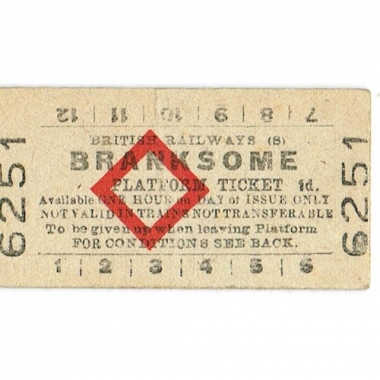 12 11 10 9 8 7
BRITISH RAILWAYS (S)
BRANKSOME
PLATFORM TICKET 1d.
Available ONE HOUR on DAY of ISSUE ONLY
NOT VALID IN TRAINS NOT TRANSFERABLE
To be given up when leaving Platform
FOR CONDITIONS SEE BACK.
1 2 3 4 5 6
6251
6251